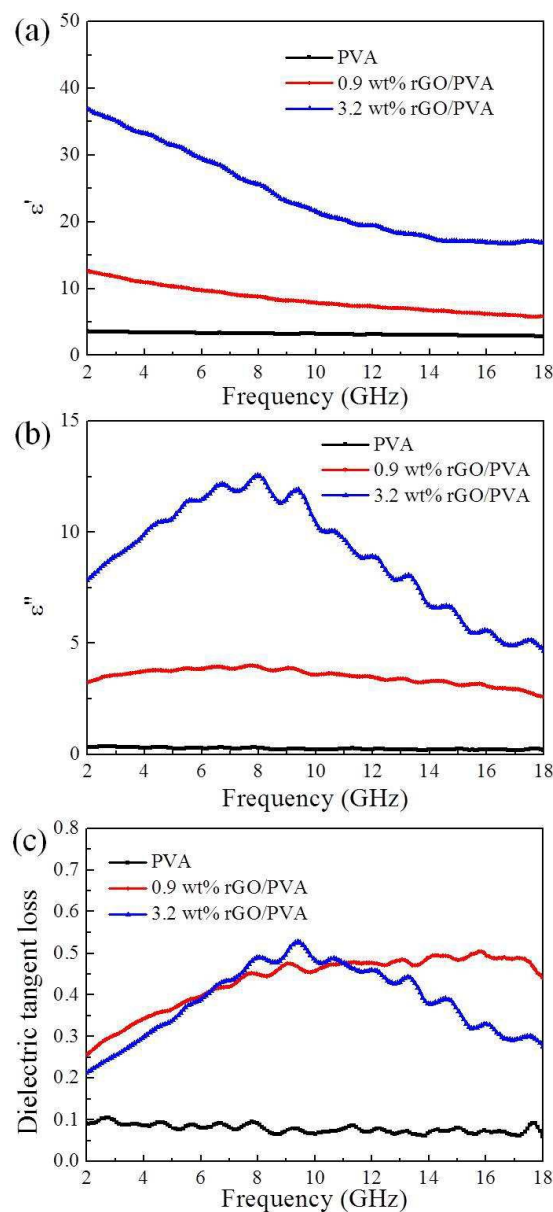 (a)
50
40
30
20
10
0
ε'
PVA
0.9 wt% rGO/PVA
3.2 wt% rGO/PVA
2 4 6 8 10 12 14 16 18
Frequency (GHz)
(b)
15
10
5
0
ε"
PVA
0.9 wt% rGO/PVA
3.2 wt% rGO/PVA
2 4 6 8 10 12 14 16 18
Frequency (GHz)
(c)
0.8
0.7
0.6
0.5
0.4
0.3
0.2
0.1
0.0
Dielectric tangent loss
PVA
0.9 wt% rGO/PVA
3.2 wt% rGO/PVA
2 4 6 8 10 12 14 16 18
Frequency (GHz)